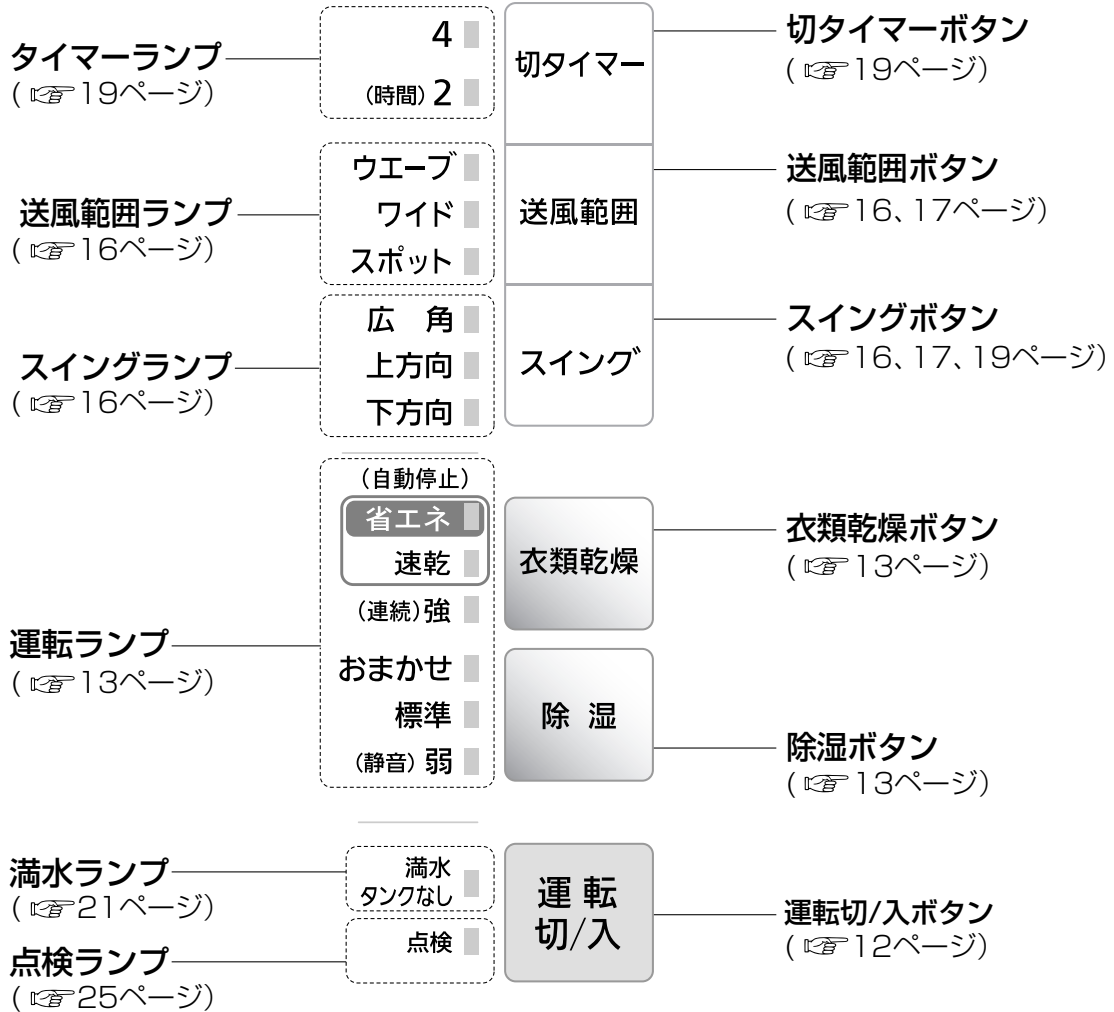 タイマーランプ
(☞19ページ)
送風範囲ランプ
(☞16ページ)
スイングランプ
(☞16ページ)
運転ランプ
(☞13ページ)
満水ランプ
(☞21ページ)
点検ランプ
(☞25ページ)
4
(時間) 2
ウエーブ
ワイド
スポット
広 角
上方向
下方向
(自動停止)
省エネ
速乾
(連続)強
おまかせ
標準
(静音) 弱
満水
タンクなし
点検
切タイマー
送風範囲
スイング
衣類乾燥
除 湿
運 転
切/入
切タイマーボタン
(☞19ページ)
送風範囲ボタン
(☞16、17ページ)
スイングボタン
(☞16、17、19ページ)
衣類乾燥ボタン
(☞13ページ)
除湿ボタン
(☞13ページ)
運転切/入ボタン
(☞12ページ)